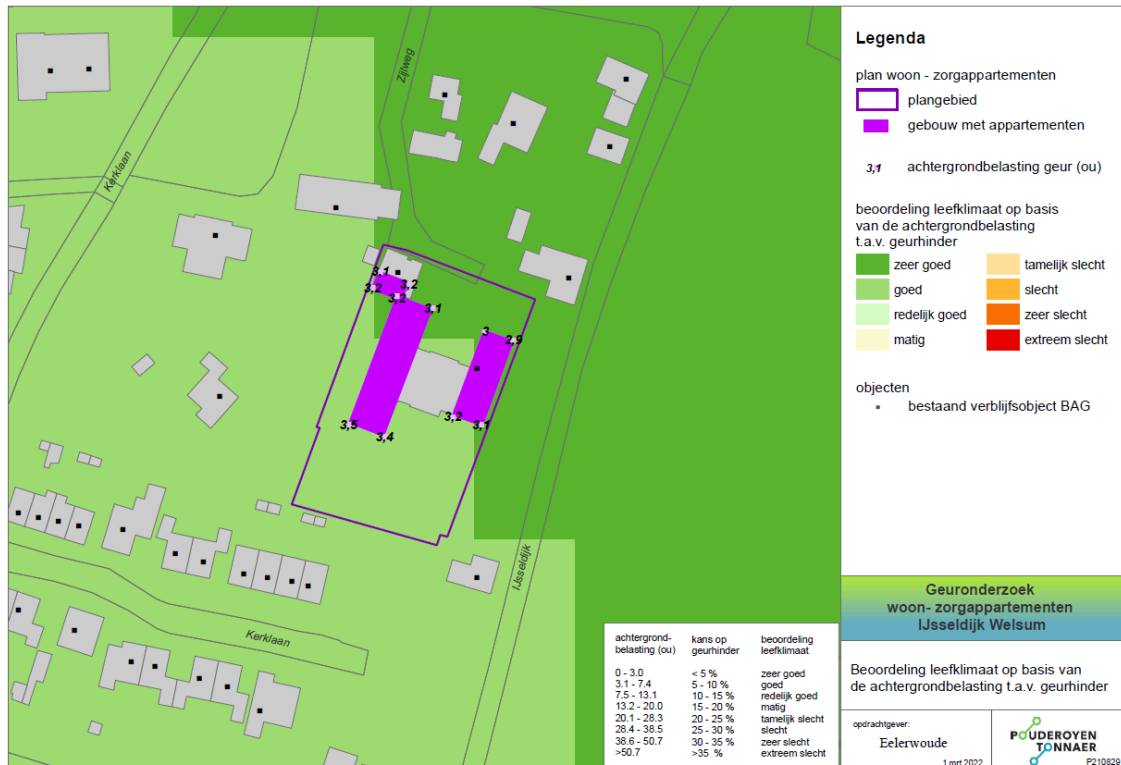 Kerklaan
Zijlweg
3,1
3,2
3,2
3,2
3,1
3
2,9
3,2
3,1
3,5
3,4
IJsseldijk
Kerklaan
Legenda
plan woon - zorgappartementen
plangebied
gebouw met appartementen
3,1 achtergrondbelasting geur (ou)
beoordeling leefklimaat op basis
van de achtergrondbelasting
t.a.v. geurhinder
zeer goed tamelijk slecht
goed slecht
redelijk goed zeer slecht
matig extreem slecht
objecten
bestaand verblijfsobject BAG
achtergrond- kans op beoordeling
belasting (ou) geurhinder leefklimaat
0 - 3.0 < 5 % zeer goed
3.1 - 7.4 5 - 10 % goed
7.5 - 13.1 10 - 15 % redelijk goed
13.2 - 20.0 15 - 20 % matig
20.1 - 28.3 20 - 25 % tamelijk slecht
28.4 - 38.5 25 - 30 % slecht
38.6 - 50.7 30 - 35 % zeer slecht
>50.7 >35 % extreem slecht
Geuronderzoek
woon- zorgappartementen
IJsseldijk Welsum
Beoordeling leefklimaat op basis van
de achtergrondbelasting t.a.v. geurhinder
opdrachtgever:
Eelerwoude
1 mrt 2022
POUDEROYEN
TONNAER
P210829